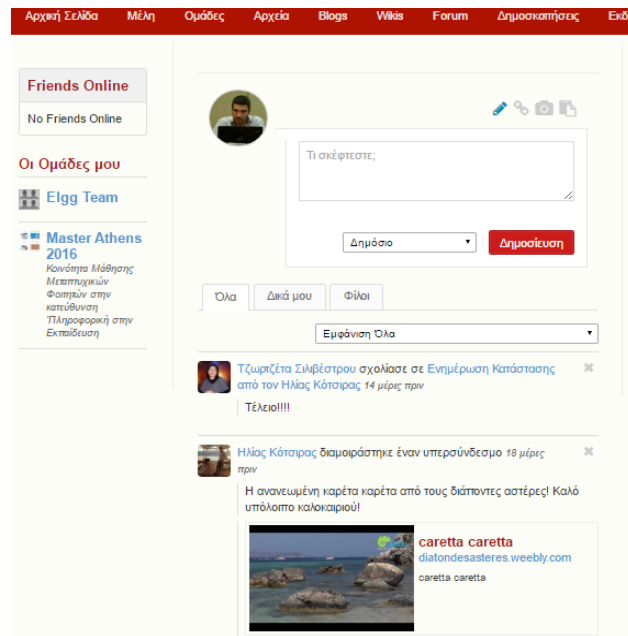 Αρχική Σελίδα Μέλη Ομάδες Αρχεία Blogs Wikis Forum Δημοσκοπήσεις Εκδ
Friends Online
No Friends Online
Οι Ομάδες μου
Elgg Team
Master Athens
2016
Κοινότητα Μάθησης
Μεταπτυχικών
Φοιτητών στην
κατεύθυνση
'Πληροφορική στην
Εκπαίδευση
Τι σκέφτεστε;
Δημόσιο
Δημοσίευση
Όλα Δικά μου Φίλοι
Εμφάνιση Όλα
Τζωρτζέτα Σιλιβέστρου σχολίασε σε Ενημέρωση Κατάστασης
από τον Ηλίας Κότσιρας 14 μέρες πριν
Τέλειο!!!!
Ηλίας Κότσιρας διαμοιράστηκε έναν υπερσύνδεσμο 18 μέρες
πριν
Η ανανεωμένη καρέτα καρέτα από τους διάττοντες αστέρες! Καλό
υπόλοιπο καλοκαιριού!
caretta caretta
diatondesasteres.weebly.com
caretta caretta